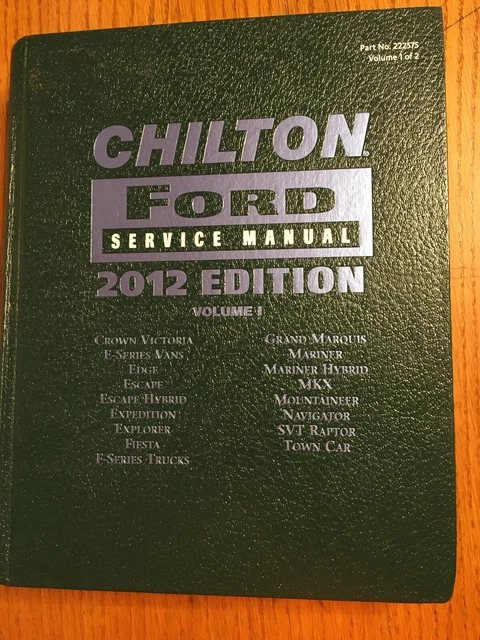 Part No. 222575
Volume 1 of 2
CHILTON®
FORD
SERVICE MANUAL
2012 EDITION
VOLUME I
CROWN VICTORIA
E-SERIES VANS
EDGE
ESCAPE
ESCAPE HYBRID
EXPEDITION
EXPLORER
FIESTA
F-SERIES TRUCKS
GRAND MARQUIS
MARINER
MARINER HYBRID
MKX
MOUNTAINEER
NAVIGATOR
SVT RAPTOR
TOWN CAR